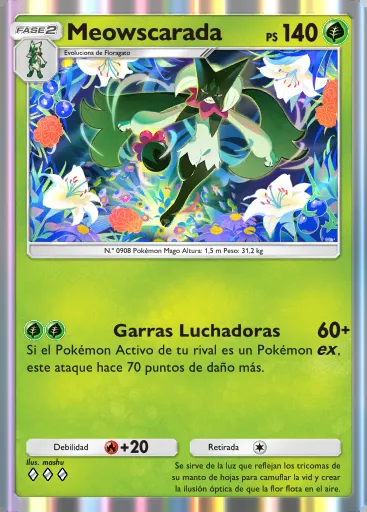 FASE 2
Meowscarada
PS 140
Evoluciona de Floragato
N.º 0908 Pokémon Mago Altura: 1,5 m Peso: 31,2 kg
Garras Luchadoras 60+
Si el Pokémon Activo de tu rival es un Pokémon ex,
este ataque hace 70 puntos de daño más.
Debilidad +20 Retirada
Ilus. mashu
Se sirve de la luz que reflejan los tricomas de
su manto de hojas para camuflar la vid y crear
la ilusión óptica de que la flor flota en el aire.